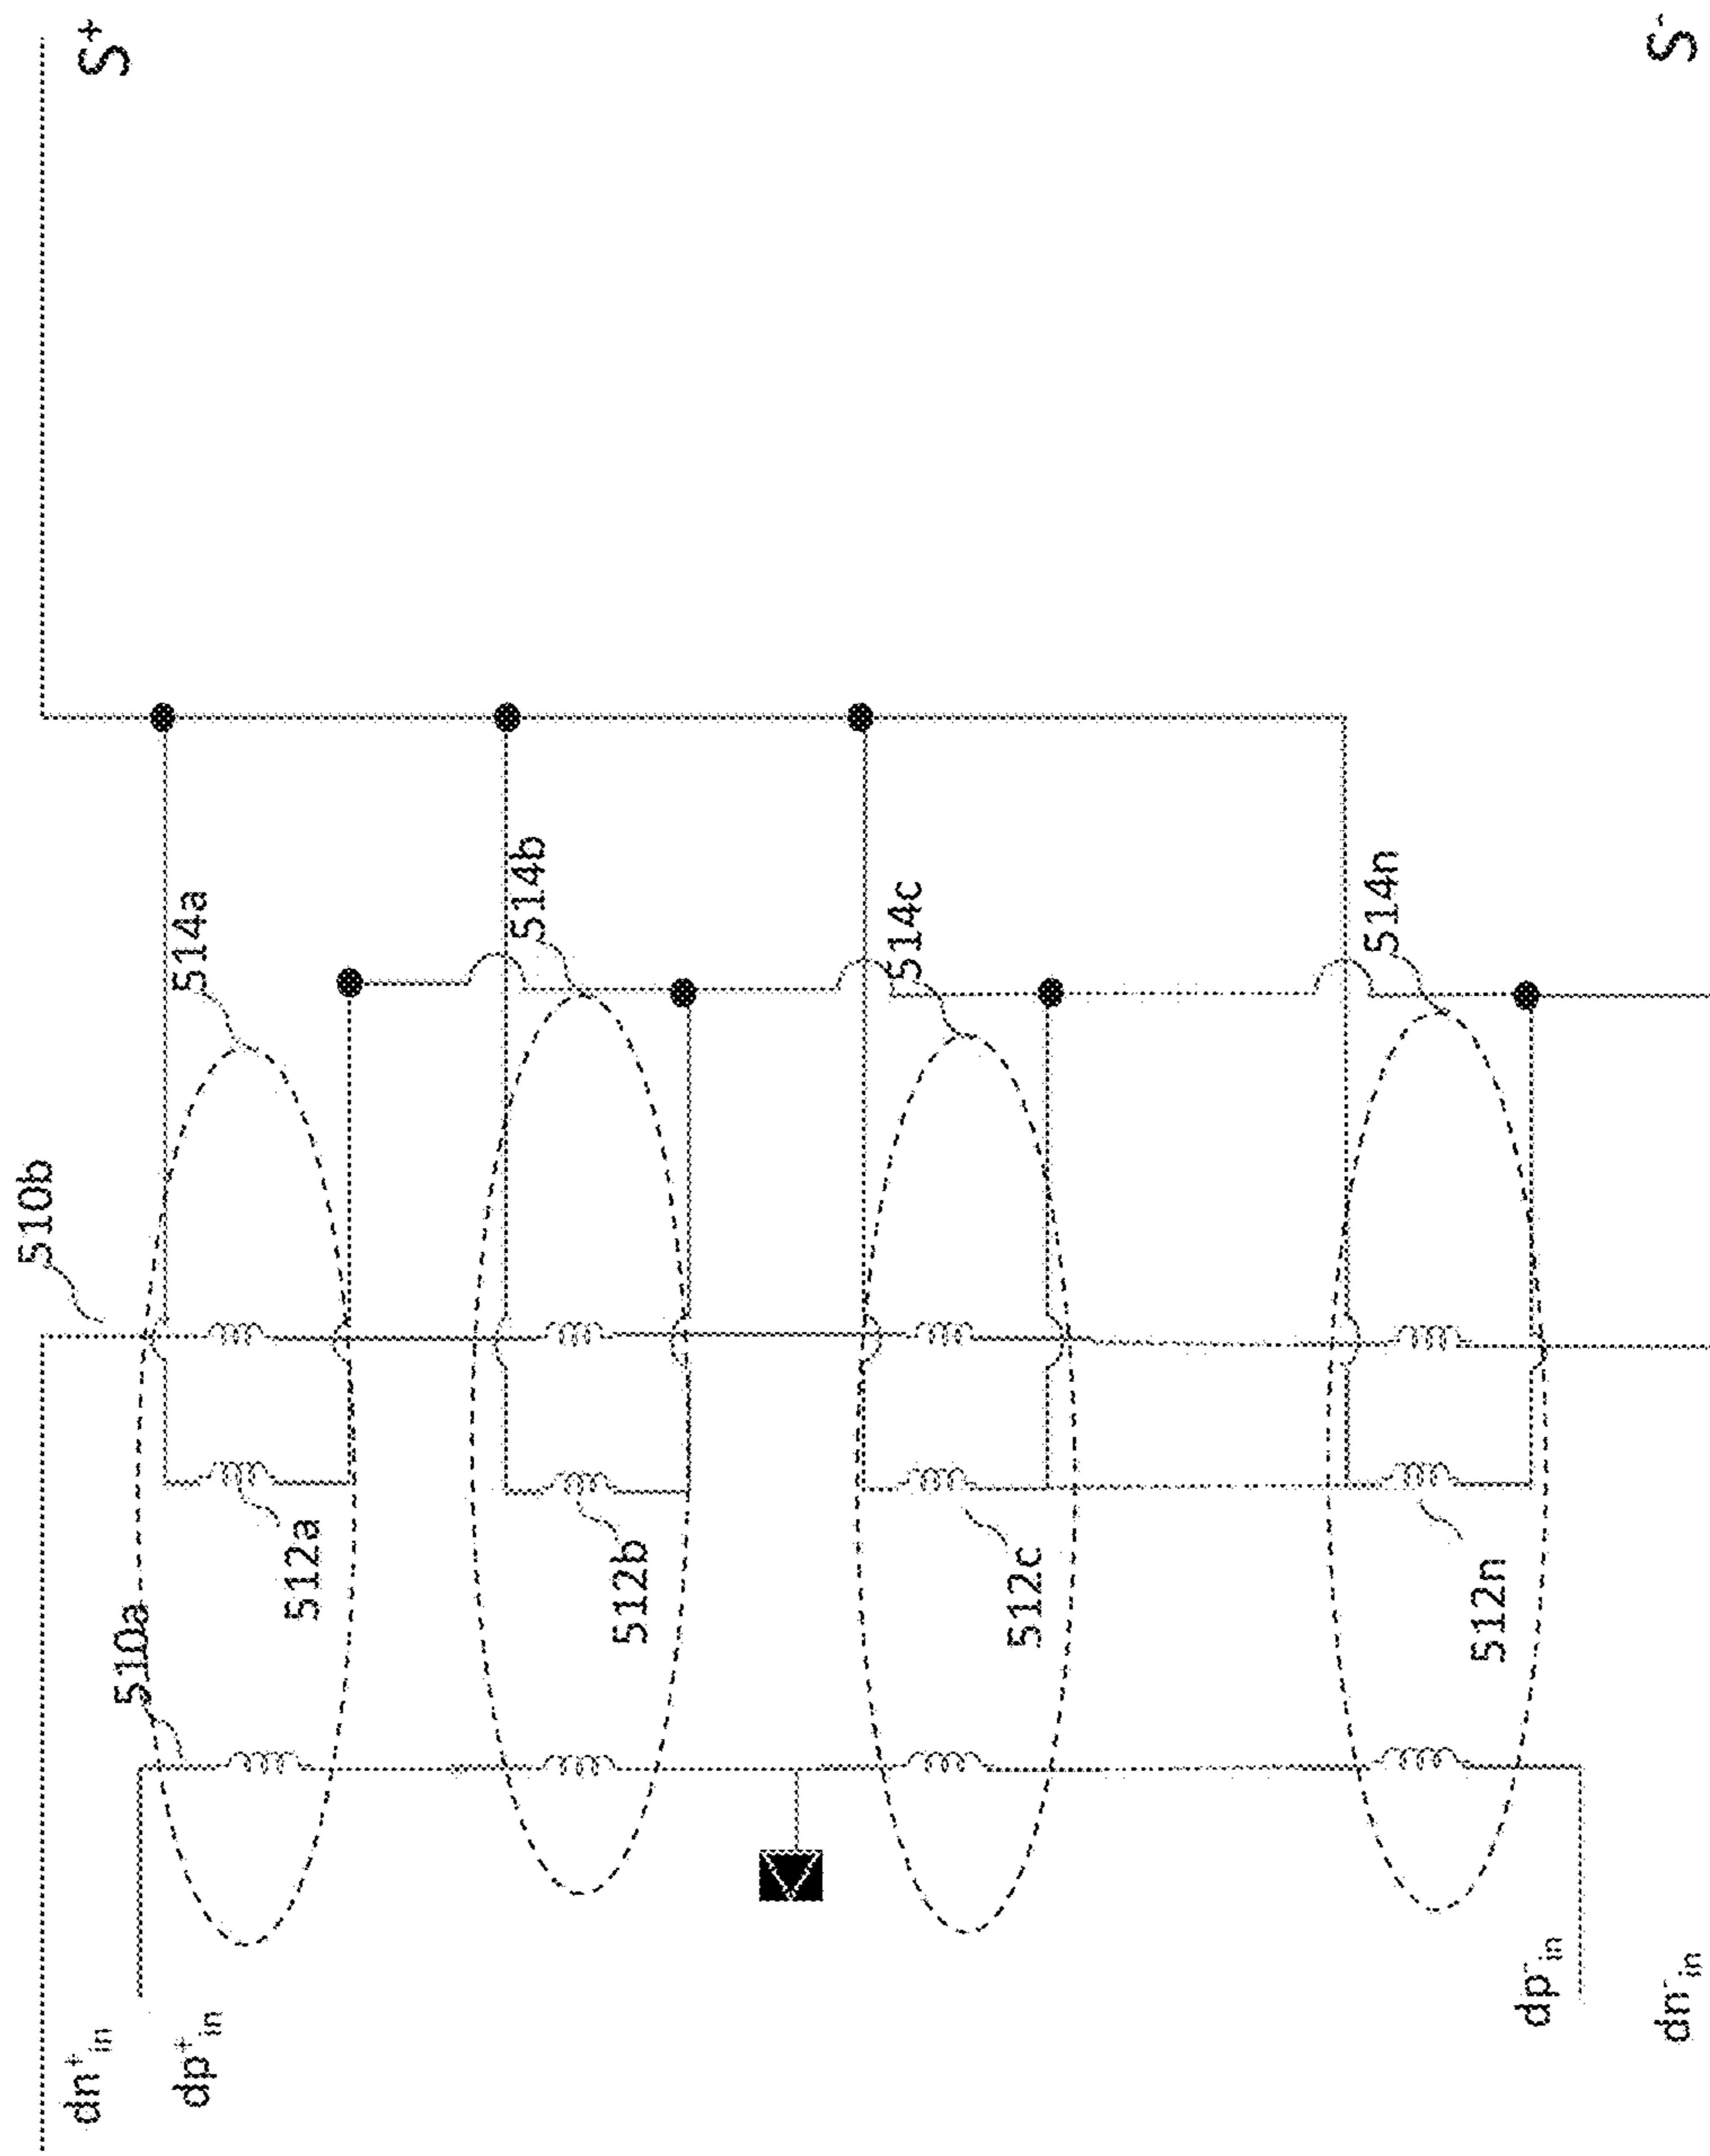 S⁺
S⁻
510b
514a
514b
514c
514n
510a
512a
512b
512c
512n
dn⁺in
dp⁺in
dp⁻in
dn⁻in